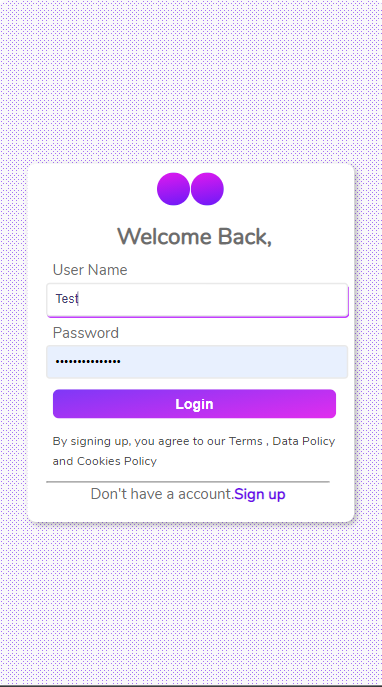 Welcome Back,
User Name
Test
Password
•••••••••••••••
Login
By signing up, you agree to our Terms , Data Policy
and Cookies Policy
Don't have a account.Sign up